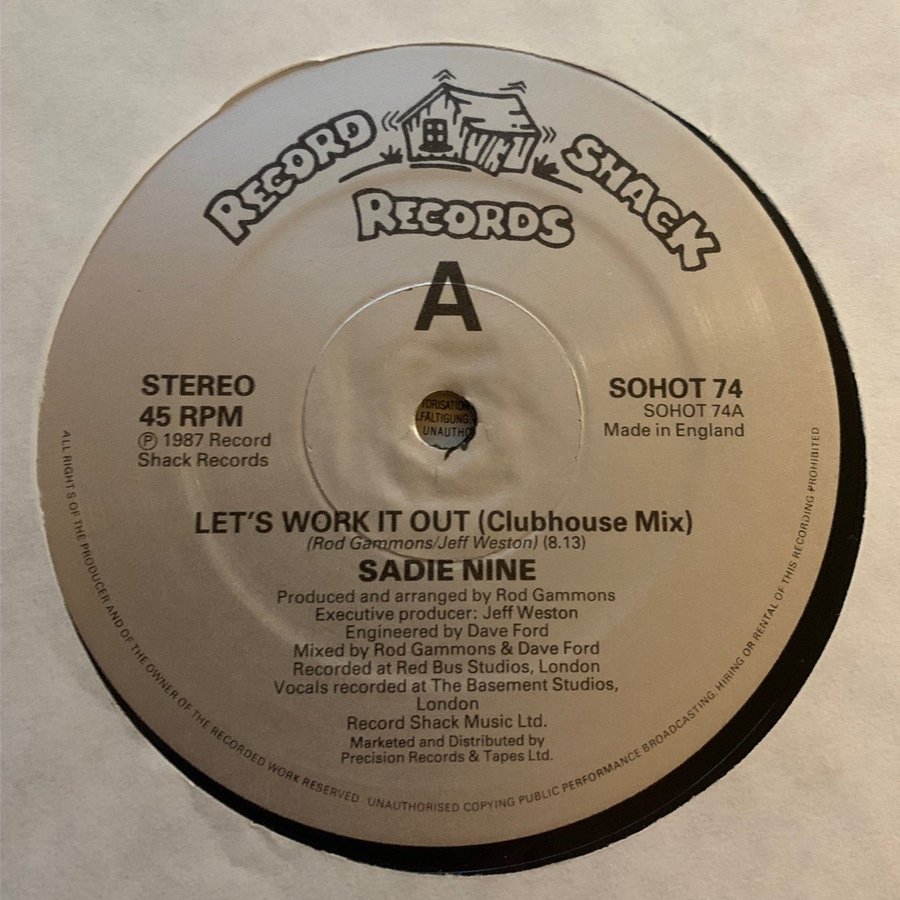 RECORD SHACK
RECORDS
A
STEREO
45 RPM
Ⓟ 1987 Record
Shack Records
SOHOT 74
SOHOT 74A
Made in England
TORISATION
LFÄLTIGUNG
UNAUTHO
LET'S WORK IT OUT (Clubhouse Mix)
(Rod Gammons/Jeff Weston) (8.13)
SADIE NINE
Produced and arranged by Rod Gammons
Executive producer: Jeff Weston
Engineered by Dave Ford
Mixed by Rod Gammons & Dave Ford
Recorded at Red Bus Studios, London
Vocals recorded at The Basement Studios,
London
Record Shack Music Ltd.
Marketed and Distributed by
Precision Records & Tapes Ltd.
ALL RIGHTS OF THE PRODUCER AND OF THE OWNER OF THE RECORDED WORK RESERVED. UNAUTHORISED COPYING PUBLIC PERFORMANCE BROADCASTING. HIRING OR RENTAL OF THIS RECORDING PROHIBITED